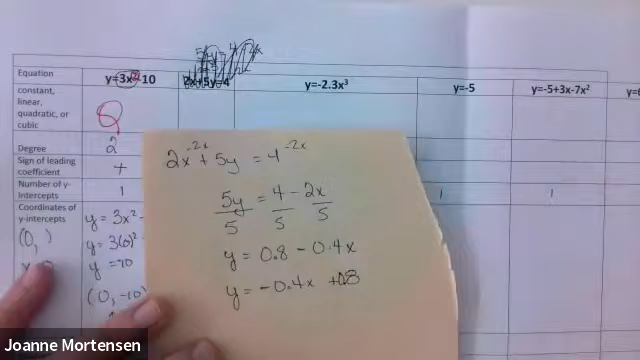 Equation
y=3x²-10
2x+5y=4
y=-2.3x³
y=-5
y=-5+3x-7x²
constant,
linear,
quadratic, or
cubic
Q
Degree
2
Sign of leading
coefficient
+
Number of y-
intercepts
1
1
1
Coordinates of
y-intercepts
(0, )
y = 3x² -
y = 3(0)² -
y = -10
(0, -10)
2x -2x + 5y = 4 -2x
5y/5 = 4/5 - 2x/5
y = 0.8 - 0.4x
y = -0.4x + 0.8
Joanne Mortensen